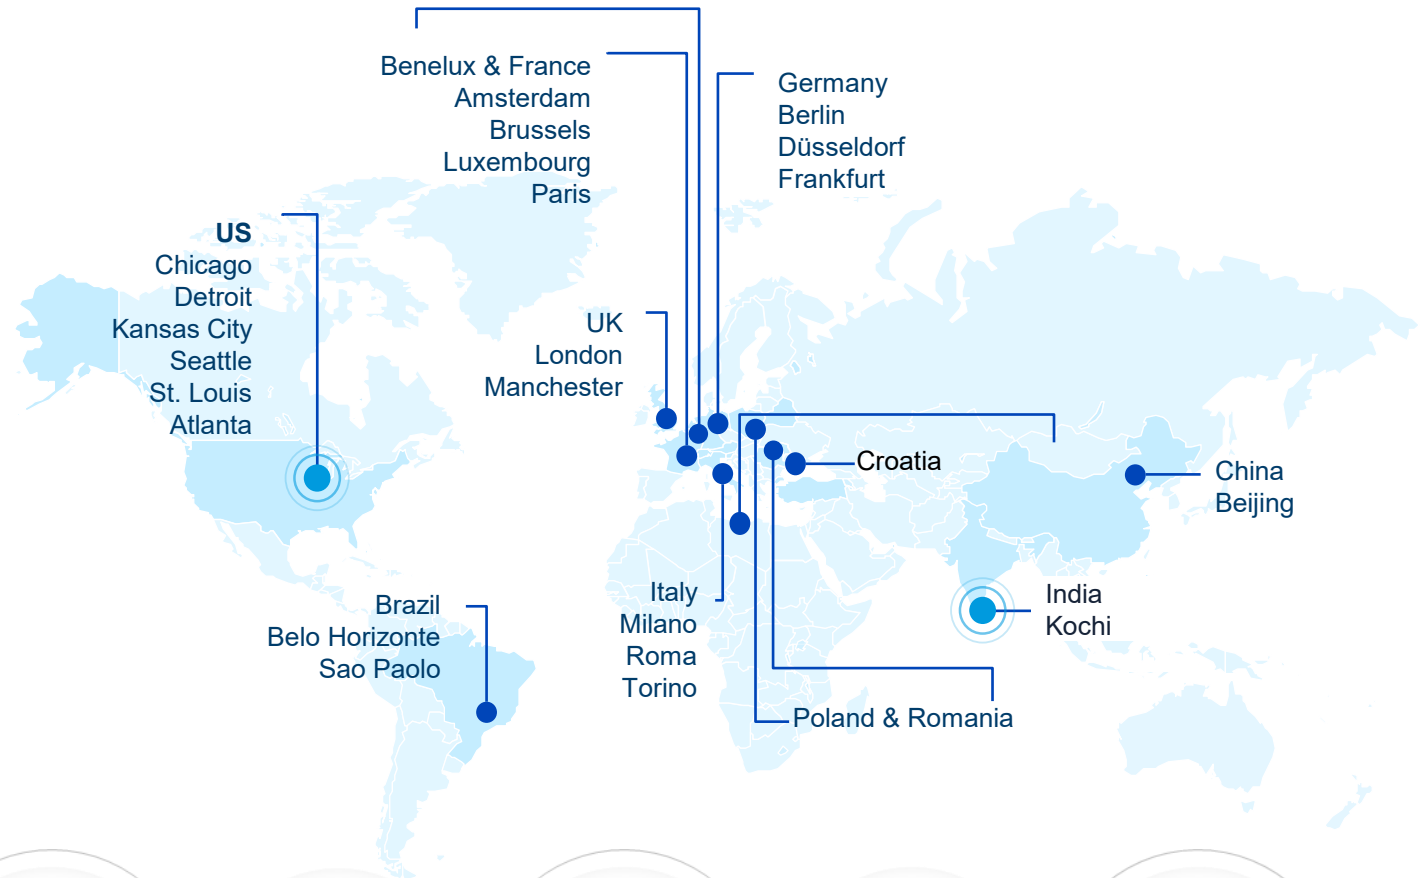 Benelux & France
Amsterdam
Brussels
Luxembourg
Paris
Germany
Berlin
Düsseldorf
Frankfurt
US
Chicago
Detroit
Kansas City
Seattle
St. Louis
Atlanta
UK
London
Manchester
Croatia
China
Beijing
India
Kochi
Italy
Milano
Roma
Torino
Brazil
Belo Horizonte
Sao Paolo
Poland & Romania